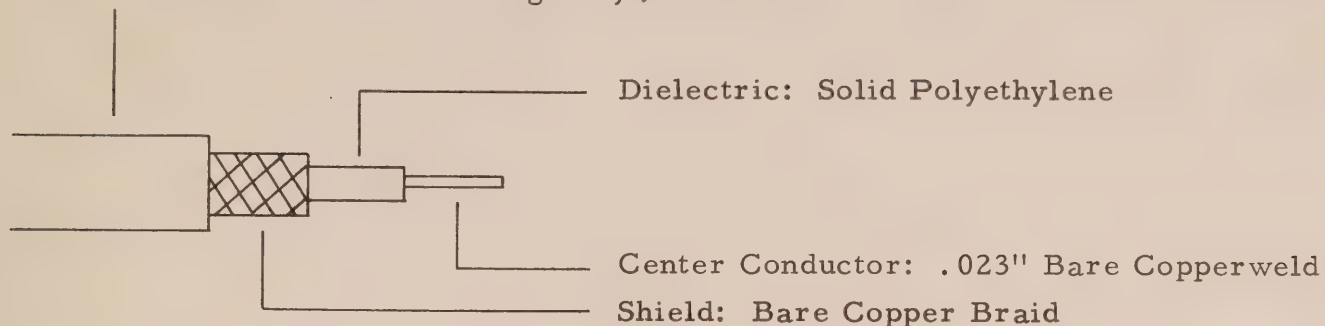 Dielectric: Solid Polyethylene
Center Conductor: .023" Bare Copperweld
Shield: Bare Copper Braid